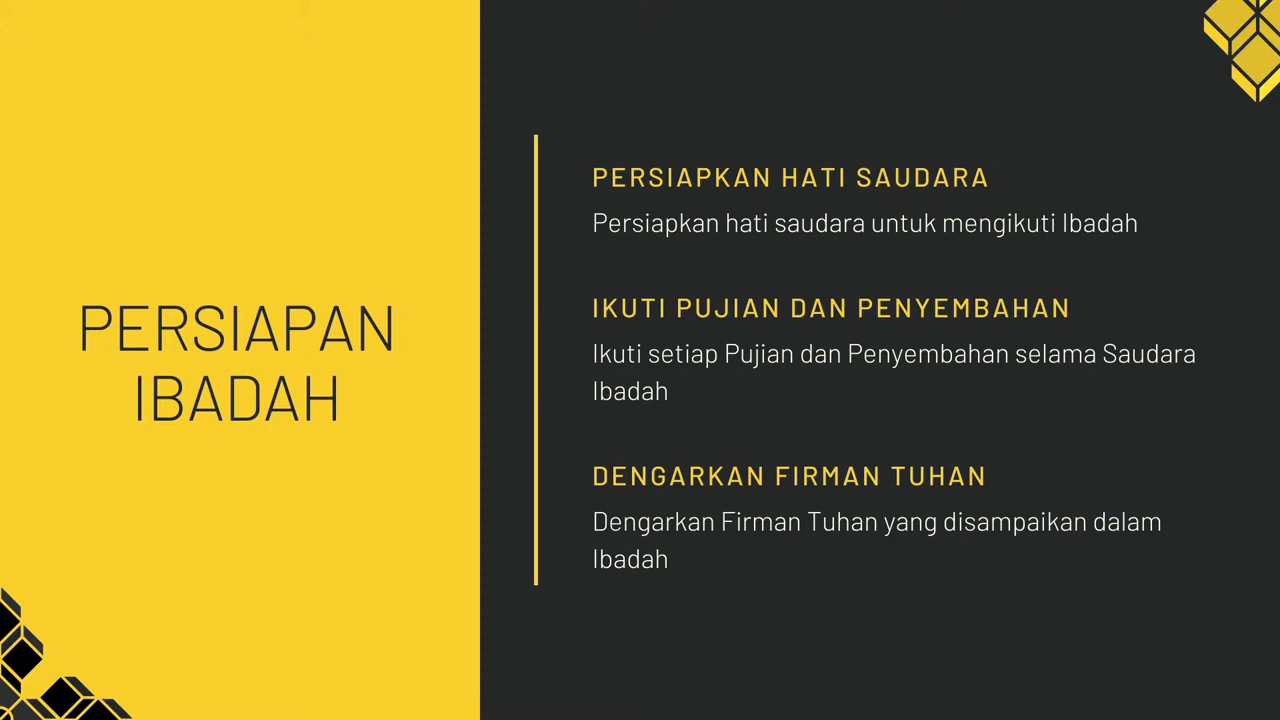 PERSIAPAN
IBADAH
PERSIAPKAN HATI SAUDARA
Persiapkan hati saudara untuk mengikuti Ibadah
IKUTI PUJIAN DAN PENYEMBAHAN
Ikuti setiap Pujian dan Penyembahan selama Saudara
Ibadah
DENGARKAN FIRMAN TUHAN
Dengarkan Firman Tuhan yang disampaikan dalam
Ibadah